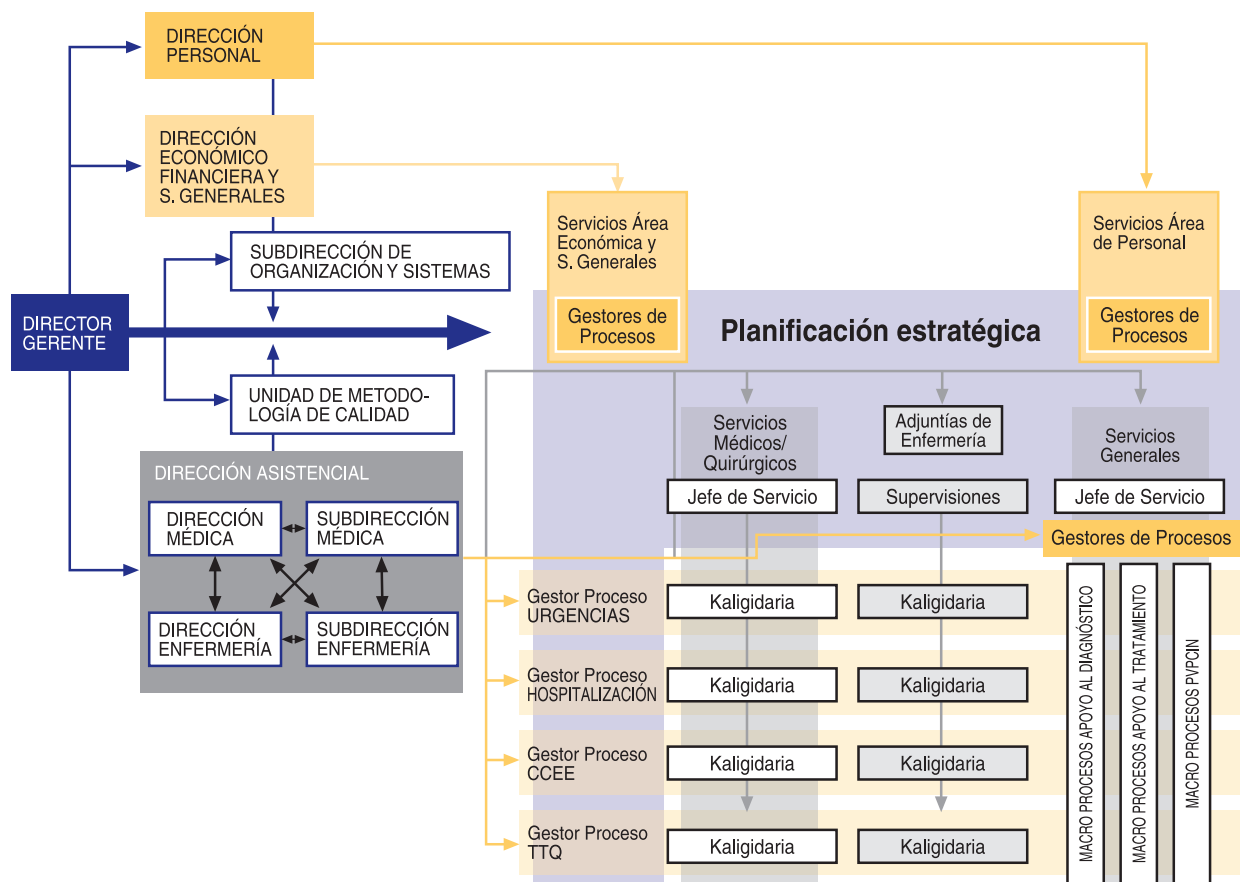 DIRECCIÓN
PERSONAL
DIRECCIÓN
ECONÓMICO
FINANCIERA Y
S. GENERALES
SUBDIRECCIÓN DE
ORGANIZACIÓN Y SISTEMAS
DIRECTOR
GERENTE
UNIDAD DE METODO-
LOGÍA DE CALIDAD
DIRECCIÓN ASISTENCIAL
DIRECCIÓN
MÉDICA
SUBDIRECCIÓN
MÉDICA
DIRECCIÓN
ENFERMERÍA
SUBDIRECCIÓN
ENFERMERÍA
Servicios Área
Económica y
S. Generales
Gestores de
Procesos
Planificación estratégica
Servicios Área
de Personal
Gestores de
Procesos
Servicios
Médicos/
Quirúrgicos
Jefe de Servicio
Adjuntías de
Enfermería
Supervisiones
Servicios
Generales
Jefe de Servicio
Gestores de Procesos
Gestor Proceso
URGENCIAS
Kaligidaria
Kaligidaria
Gestor Proceso
HOSPITALIZACIÓN
Kaligidaria
Kaligidaria
Gestor Proceso
CCEE
Kaligidaria
Kaligidaria
Gestor Proceso
TTQ
Kaligidaria
Kaligidaria
MACRO PROCESOS APOYO AL DIAGNÓSTICO
MACRO PROCESOS APOYO AL TRATAMIENTO
MACRO PROCESOS PVPCIN